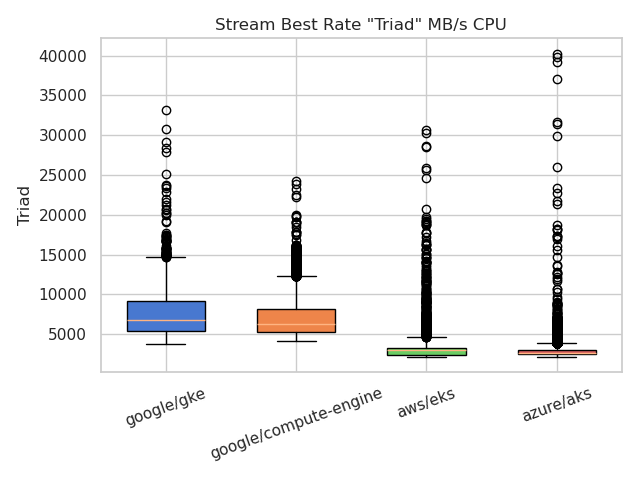 Stream Best Rate "Triad" MB/s CPU
40000
35000
30000
25000
20000
15000
10000
5000
Triad
google/gke
google/compute-engine
aws/eks
azure/aks